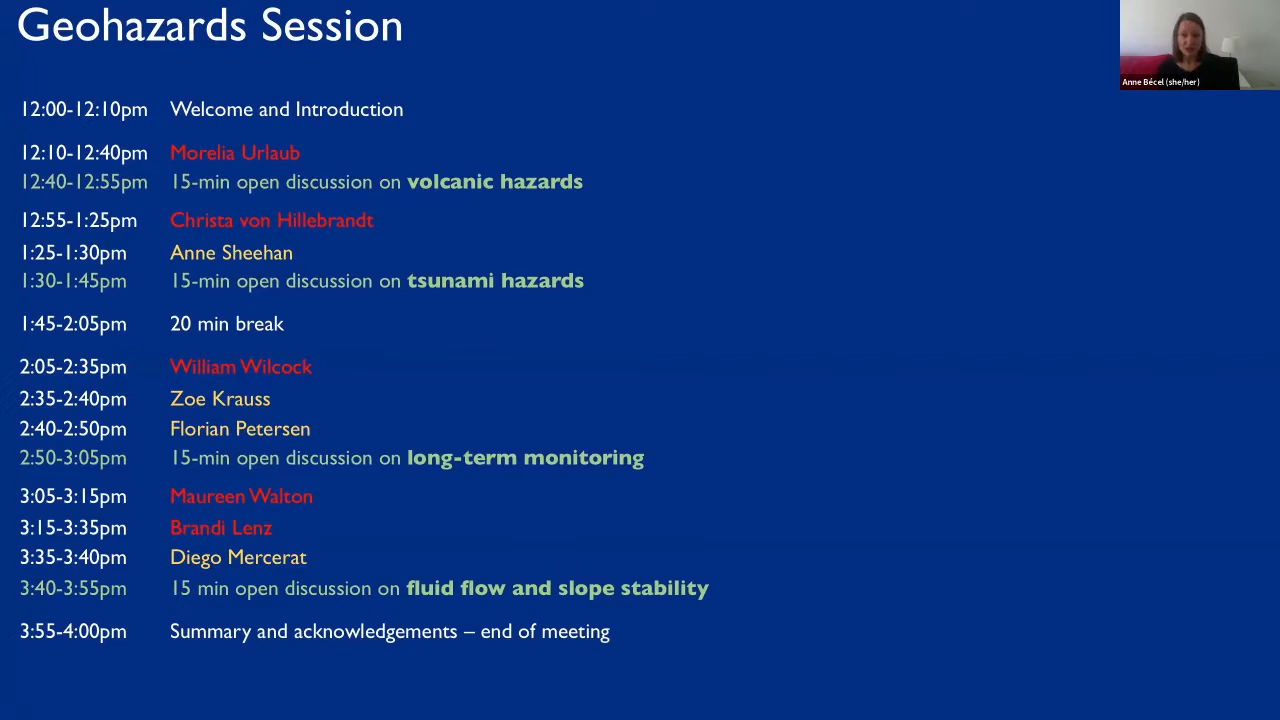 Geohazards Session
Anne Bécel (she/her)
12:00-12:10pm Welcome and Introduction
12:10-12:40pm Morelia Urlaub
12:40-12:55pm 15-min open discussion on volcanic hazards
12:55-1:25pm Christa von Hillebrandt
1:25-1:30pm Anne Sheehan
1:30-1:45pm 15-min open discussion on tsunami hazards
1:45-2:05pm 20 min break
2:05-2:35pm William Wilcock
2:35-2:40pm Zoe Krauss
2:40-2:50pm Florian Petersen
2:50-3:05pm 15-min open discussion on long-term monitoring
3:05-3:15pm Maureen Walton
3:15-3:35pm Brandi Lenz
3:35-3:40pm Diego Mercerat
3:40-3:55pm 15 min open discussion on fluid flow and slope stability
3:55-4:00pm Summary and acknowledgements – end of meeting